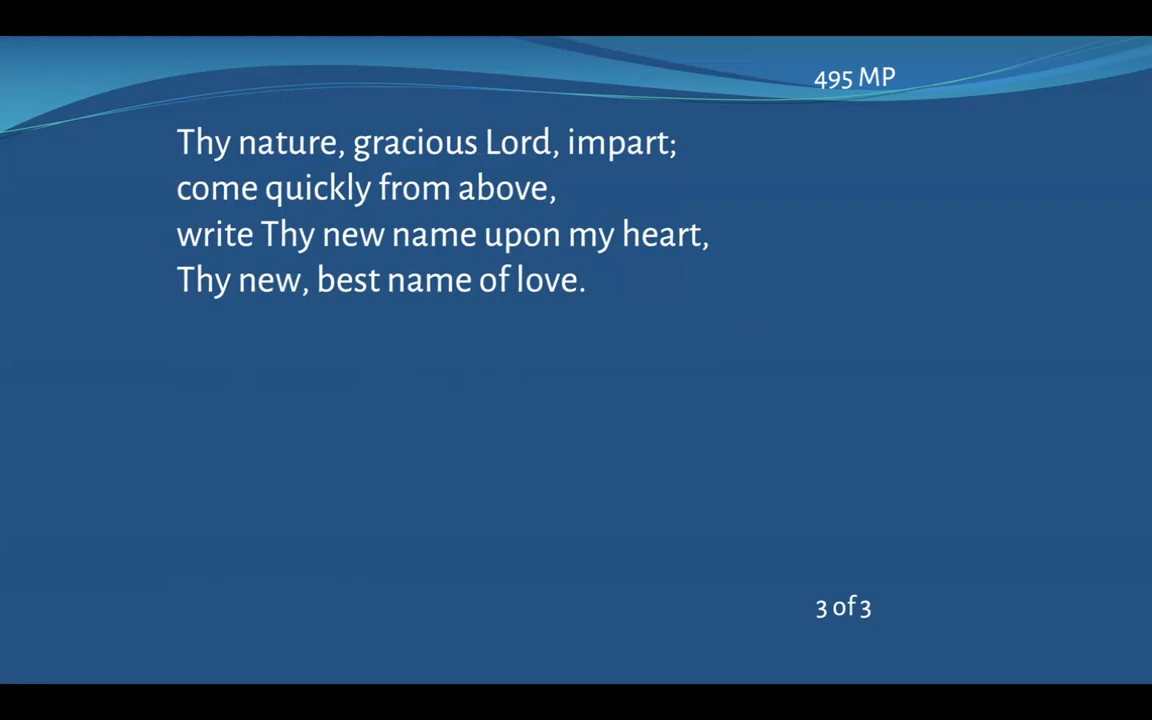 495 MP
Thy nature, gracious Lord, impart;
come quickly from above,
write Thy new name upon my heart,
Thy new, best name of love.
3 of 3